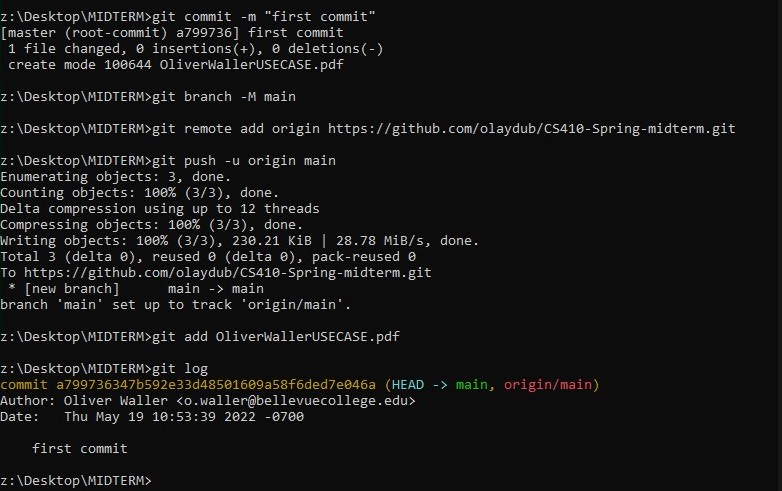 z:\Desktop\MIDTERM>git commit -m "first commit"
[master (root-commit) a799736] first commit
 1 file changed, 0 insertions(+), 0 deletions(-)
 create mode 100644 OliverWallerUSECASE.pdf
z:\Desktop\MIDTERM>git branch -M main
z:\Desktop\MIDTERM>git remote add origin https://github.com/olaydub/CS410-Spring-midterm.git
z:\Desktop\MIDTERM>git push -u origin main
Enumerating objects: 3, done.
Counting objects: 100% (3/3), done.
Delta compression using up to 12 threads
Compressing objects: 100% (3/3), done.
Writing objects: 100% (3/3), 230.21 KiB | 28.78 MiB/s, done.
Total 3 (delta 0), reused 0 (delta 0), pack-reused 0
To https://github.com/olaydub/CS410-Spring-midterm.git
 * [new branch]      main -> main
branch 'main' set up to track 'origin/main'.
z:\Desktop\MIDTERM>git add OliverWallerUSECASE.pdf
z:\Desktop\MIDTERM>git log
commit a799736347b592e33d48501609a58f6ded7e046a (HEAD -> main, origin/main)
Author: Oliver Waller <o.waller@bellevuecollege.edu>
Date:   Thu May 19 10:53:39 2022 -0700
    first commit
z:\Desktop\MIDTERM>